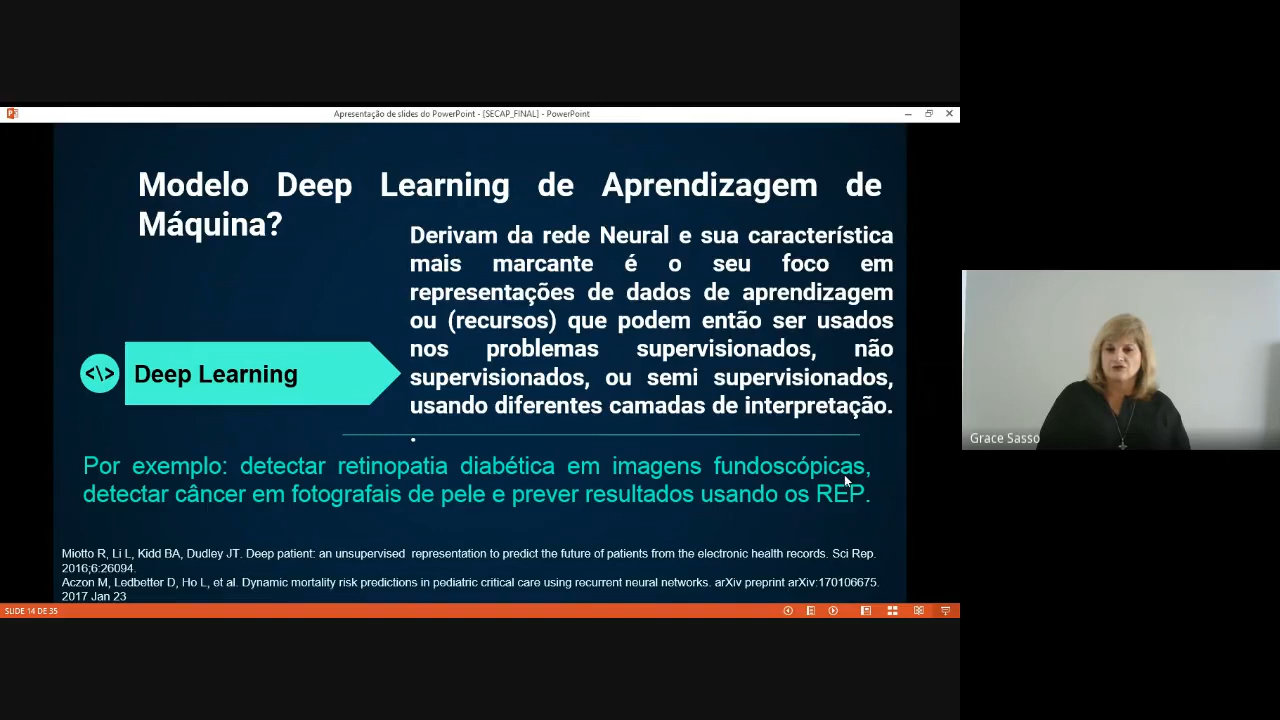 Apresentação de slides do PowerPoint - [SECAP_FINAL] - PowerPoint
Modelo Deep Learning de Aprendizagem de
Máquina?
Derivam da rede Neural e sua característica
mais marcante é o seu foco em
representações de dados de aprendizagem
ou (recursos) que podem então ser usados
nos problemas supervisionados, não
supervisionados, ou semi supervisionados,
usando diferentes camadas de interpretação.
.
<\> Deep Learning
Por exemplo: detectar retinopatia diabética em imagens fundoscópicas,
detectar câncer em fotografais de pele e prever resultados usando os REP.
Miotto R, Li L, Kidd BA, Dudley JT. Deep patient: an unsupervised representation to predict the future of patients from the electronic health records. Sci Rep.
2016;6:26094.
Aczon M, Ledbetter D, Ho L, et al. Dynamic mortality risk predictions in pediatric critical care using recurrent neural networks. arXiv preprint arXiv:170106675.
2017 Jan 23
SLIDE 14 DE 35
Grace Sasso